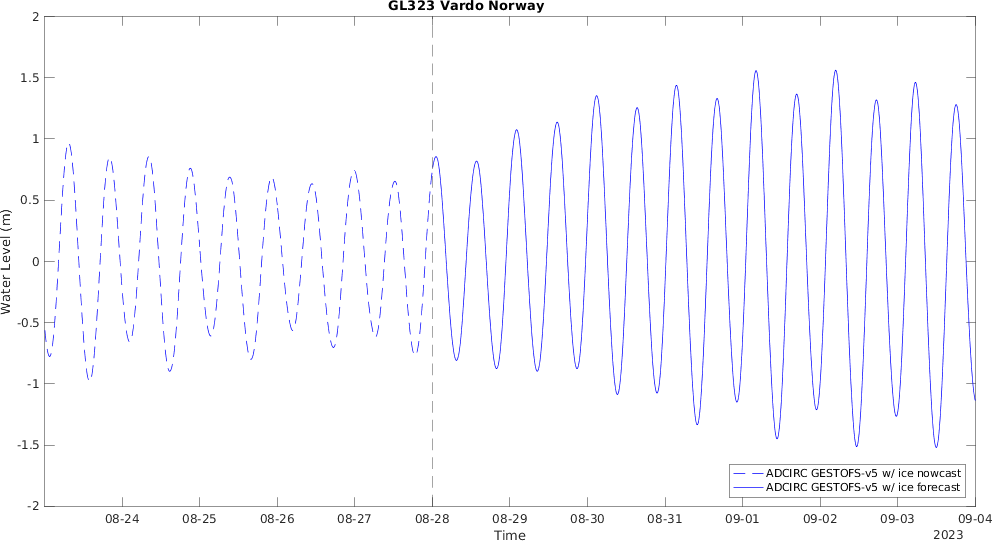 GL323 Vardo Norway
2
1.5
1
0.5
0
-0.5
-1
-1.5
-2
Water Level (m)
ADCIRC GESTOFS-v5 w/ ice nowcast
ADCIRC GESTOFS-v5 w/ ice forecast
08-24 08-25 08-26 08-27 08-28 08-29 08-30 08-31 09-01 09-02 09-03 09-04
Time
2023